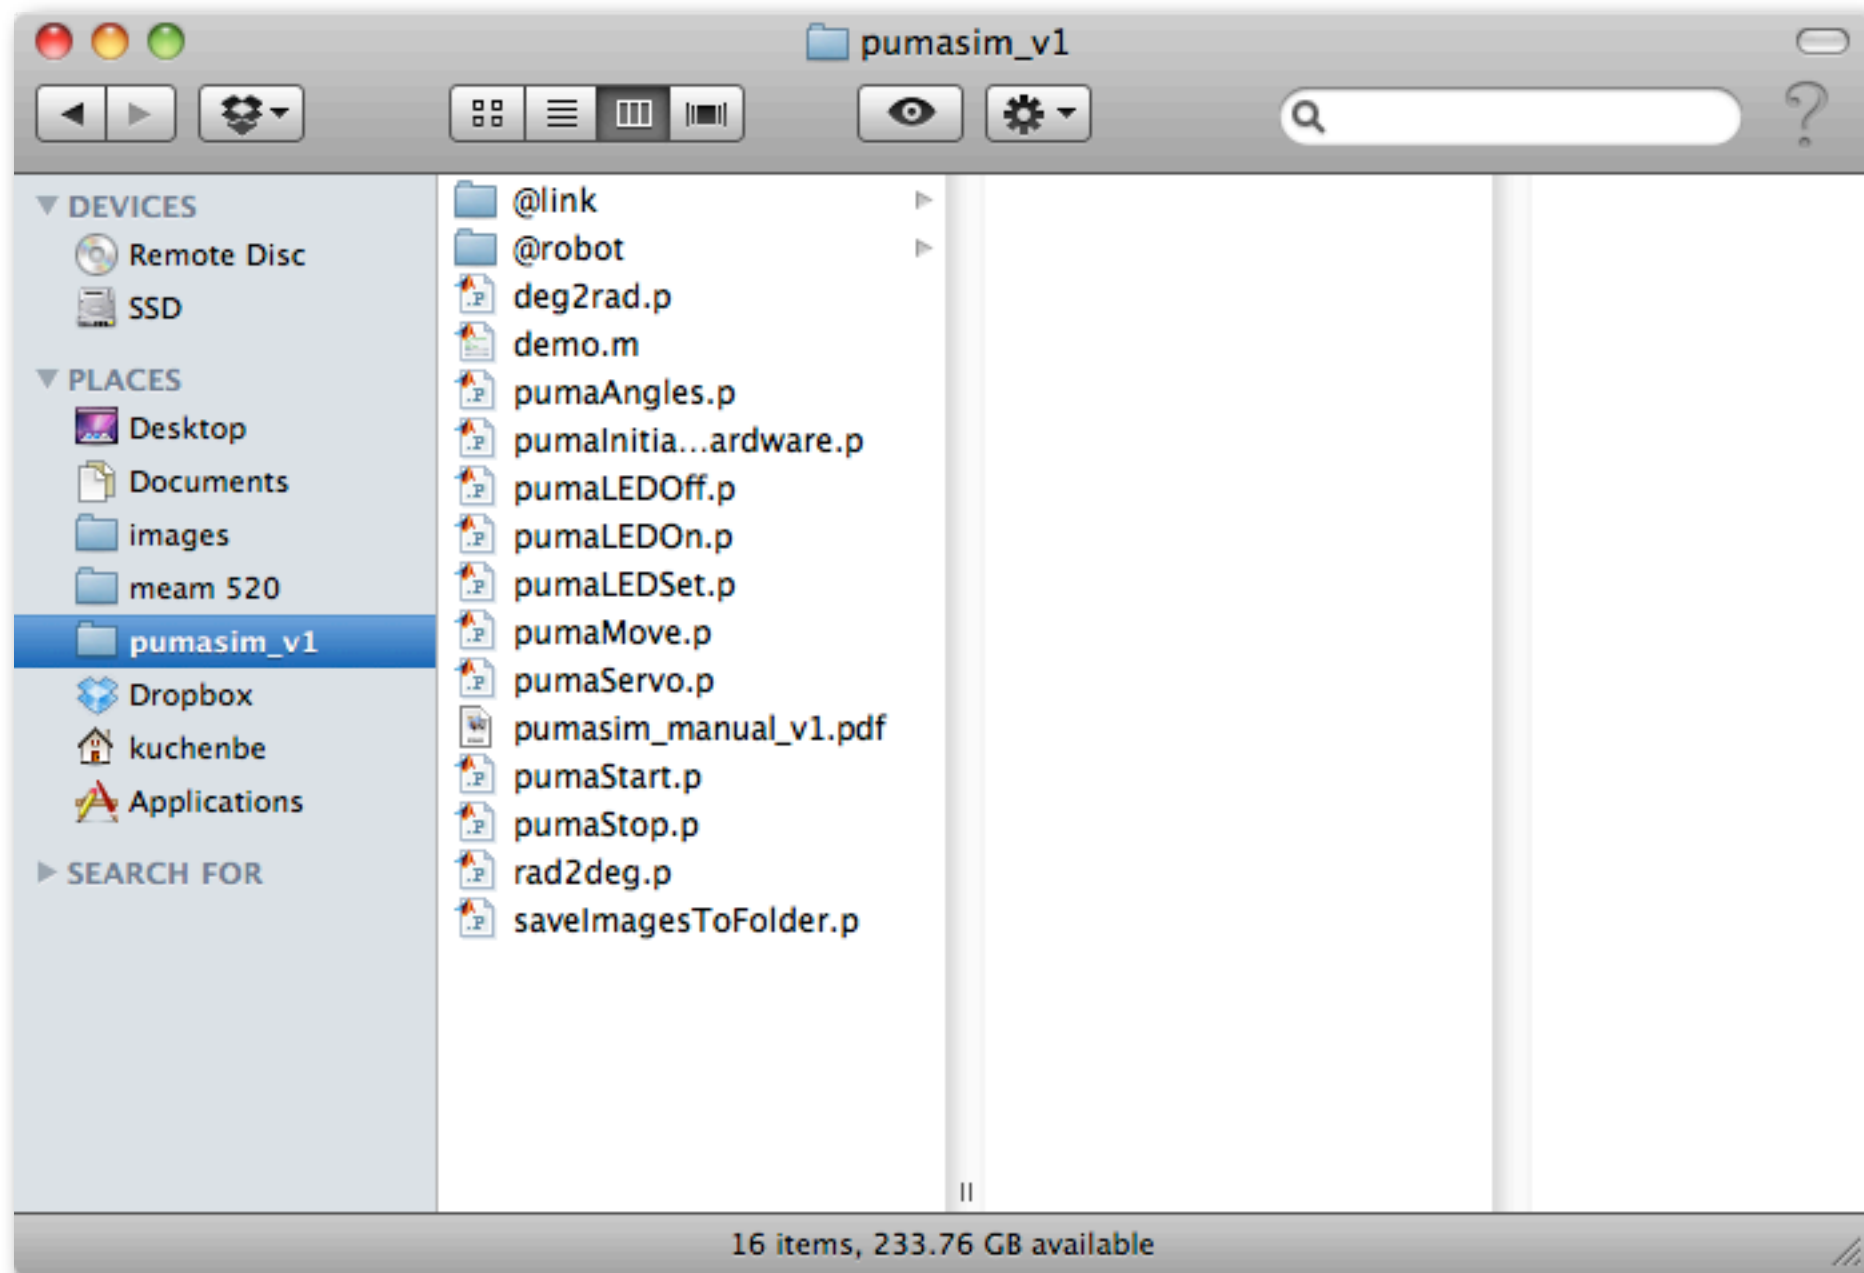 pumasim_v1
DEVICES
Remote Disc
SSD
PLACES
Desktop
Documents
images
meam 520
pumasim_v1
Dropbox
kuchenbe
Applications
SEARCH FOR
@link
@robot
deg2rad.p
demo.m
pumaAngles.p
pumaInitia...ardware.p
pumaLEDOff.p
pumaLEDOn.p
pumaLEDSet.p
pumaMove.p
pumaServo.p
pumasim_manual_v1.pdf
pumaStart.p
pumaStop.p
rad2deg.p
saveImagesToFolder.p
16 items, 233.76 GB available